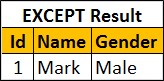 EXCEPT Result
Id Name Gender
1 Mark Male